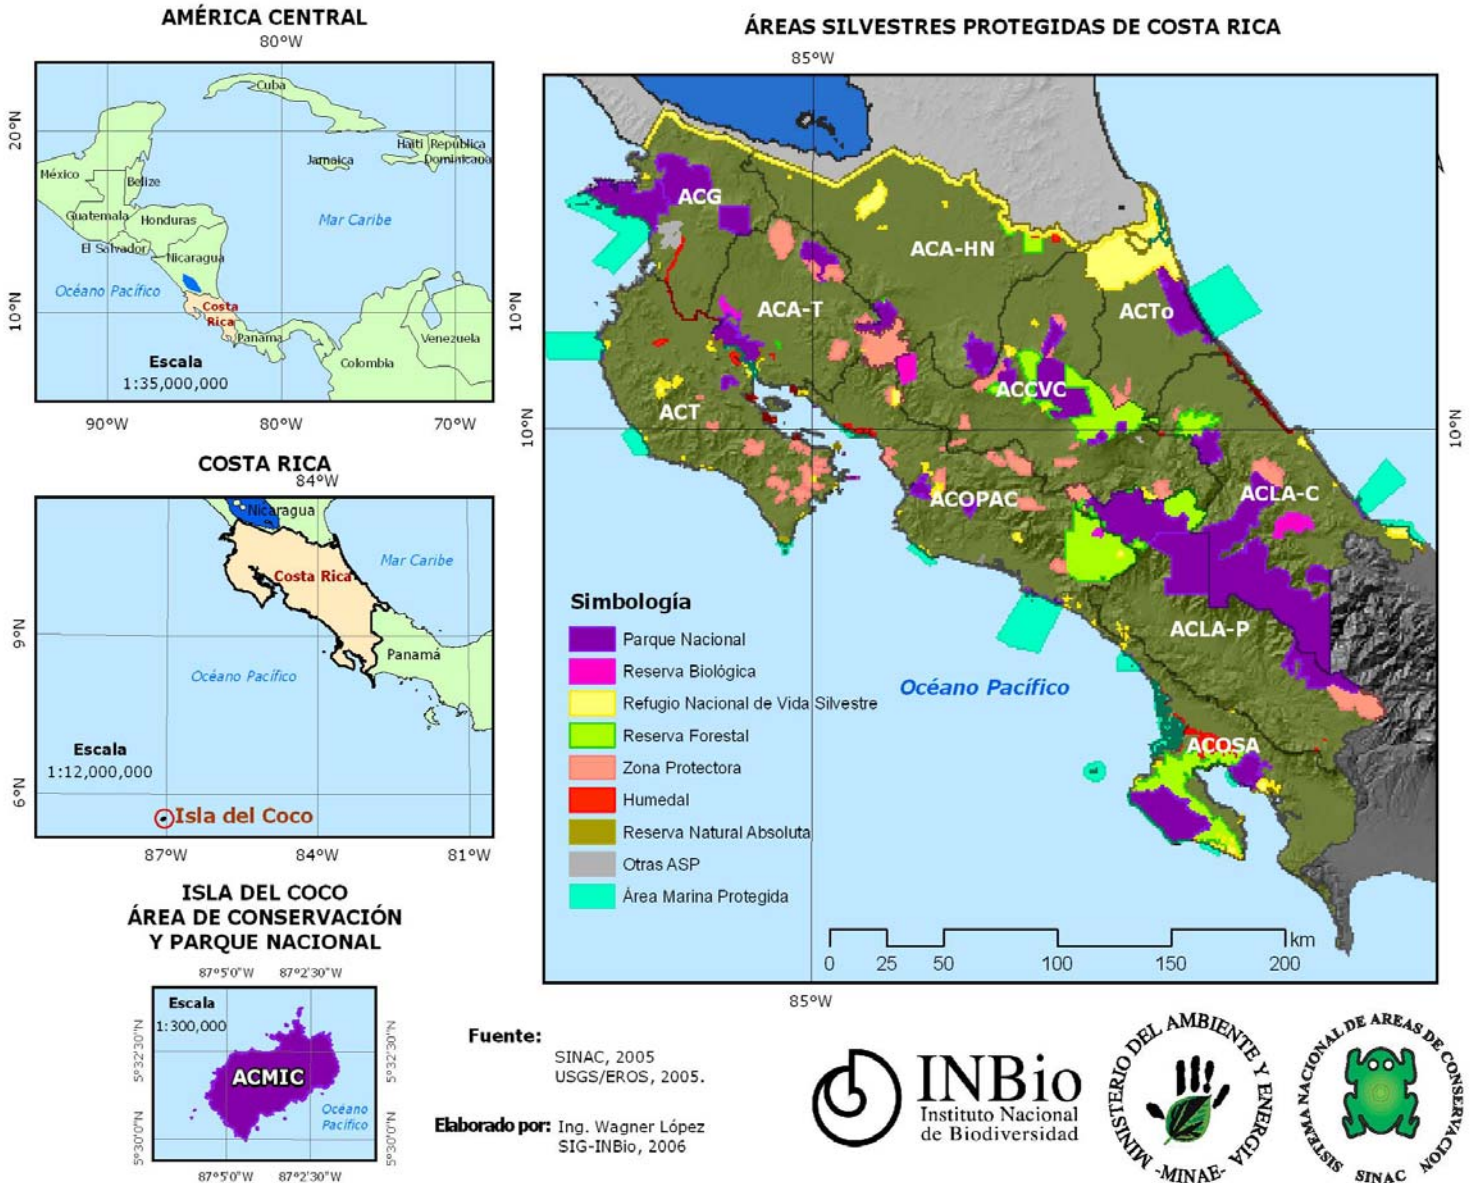 AMÉRICA CENTRAL
80°W
20°N
10°N
Cuba
Haití República
Dominicana
Jamaica
México
Belize
Guatemala
Honduras
Mar Caribe
El Salvador
Nicaragua
Océano Pacífico
Costa
Rica
Panamá
Venezuela
Colombia
Escala
1:35,000,000
10°N
90°W
80°W
70°W
COSTA RICA
84°W
Nicaragua
Mar Caribe
Costa Rica
9°N
Panamá
Océano Pacífico
Escala
1:12,000,000
6°N
Isla del Coco
87°W
84°W
81°W
ISLA DEL COCO
ÁREA DE CONSERVACIÓN
Y PARQUE NACIONAL
87°5'0"W
87°2'30"W
Escala
1:300,000
5°32'30"N
5°32'30"N
ACMIC
Océano
Pacífico
5°30'0"N
5°30'0"N
87°5'0"W
87°2'30"W
ÁREAS SILVESTRES PROTEGIDAS DE COSTA RICA
85°W
ACG
ACA-HN
ACA-T
ACTo
ACCVC
ACT
10°N
10°N
ACOPAC
ACLA-C
ACLA-P
Océano Pacífico
ACOSA
Simbología
Parque Nacional
Reserva Biológica
Refugio Nacional de Vida Silvestre
Reserva Forestal
Zona Protectora
Humedal
Reserva Natural Absoluta
Otras ASP
Área Marina Protegida
km
0
25
50
100
150
200
85°W
Fuente:
SINAC, 2005
USGS/EROS, 2005.
Elaborado por:
Ing. Wagner López
SIG-INBio, 2006
INBio
Instituto Nacional
de Biodiversidad
MINISTERIO DEL AMBIENTE Y ENERGIA
-MINAE-
SISTEMA NACIONAL DE AREAS DE CONSERVACION
SINAC